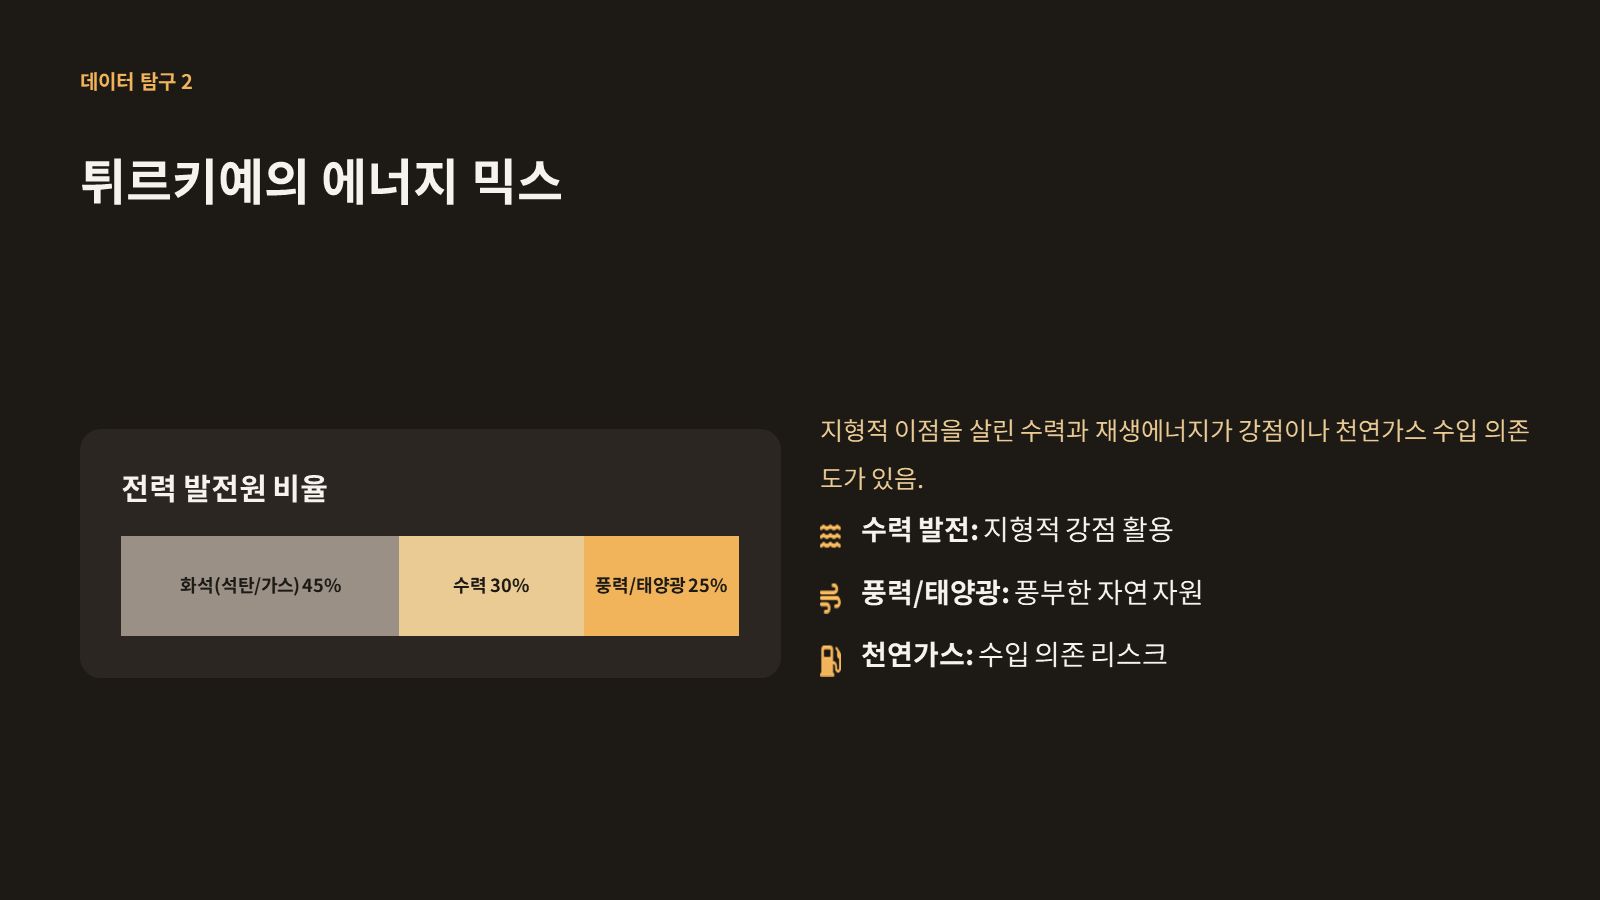 데이터 탐구 2
튀르키예의 에너지 믹스
전력 발전원 비율
화석(석탄/가스) 45%
수력 30%
풍력/태양광 25%
지형적 이점을 살린 수력과 재생에너지가 강점이나 천연가스 수입 의존
도가 있음.
수력 발전: 지형적 강점 활용
풍력/태양광: 풍부한 자연 자원
천연가스: 수입 의존 리스크